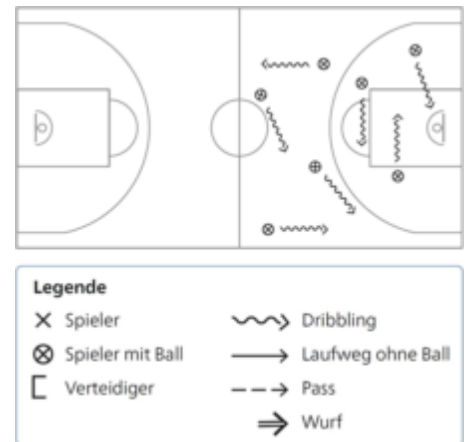 Legende
Spieler
Dribbling
Spieler mit Ball
Laufweg ohne Ball
Verteidiger
Pass
Wurf